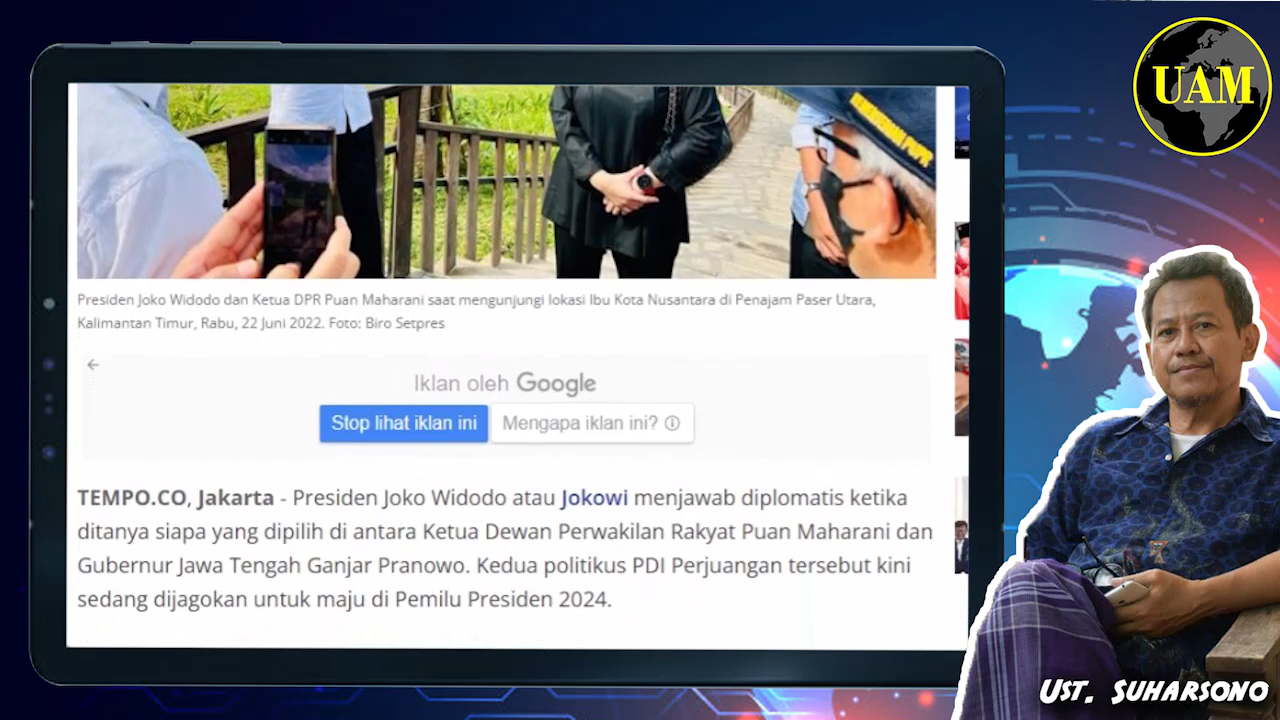 UAM
Presiden Joko Widodo dan Ketua DPR Puan Maharani saat mengunjungi lokasi Ibu Kota Nusantara di Penajam Paser Utara,
Kalimantan Timur, Rabu, 22 Juni 2022. Foto: Biro Setpres
Iklan oleh Google
Stop lihat iklan ini
Mengapa iklan ini?
TEMPO.CO, Jakarta - Presiden Joko Widodo atau Jokowi menjawab diplomatis ketika
ditanya siapa yang dipilih di antara Ketua Dewan Perwakilan Rakyat Puan Maharani dan
Gubernur Jawa Tengah Ganjar Pranowo. Kedua politikus PDI Perjuangan tersebut kini
sedang dijagokan untuk maju di Pemilu Presiden 2024.
Ust. Suharsono